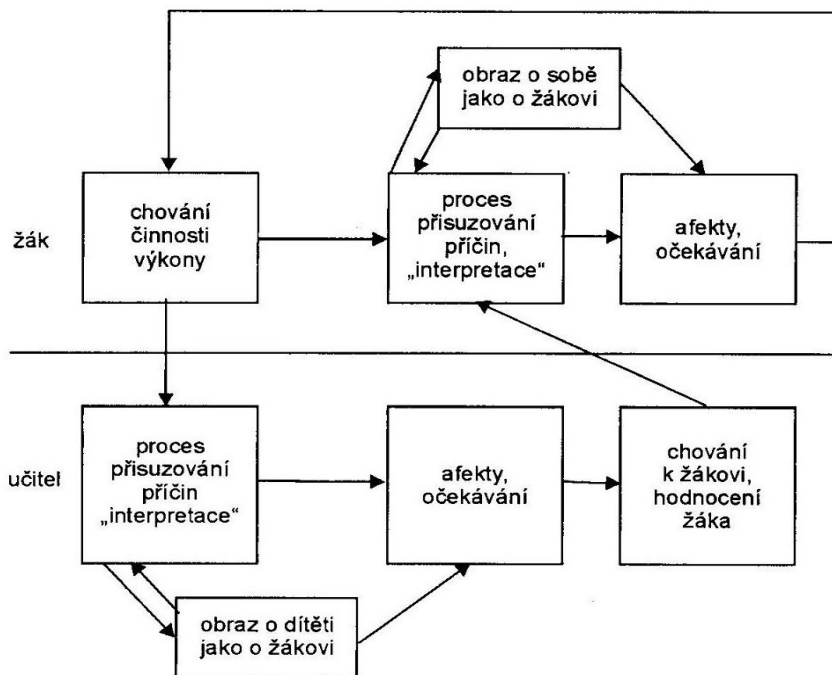 obraz o sobě
jako o žákovi
žák
chování
činnosti
výkony
proces
přisuzování
příčin,
„interpretace“
afekty,
očekávání
učitel
proces
přisuzování
příčin
„interpretace“
afekty,
očekávání
chování
k žákovi,
hodnocení
žáka
obraz o dítěti
jako o žákovi